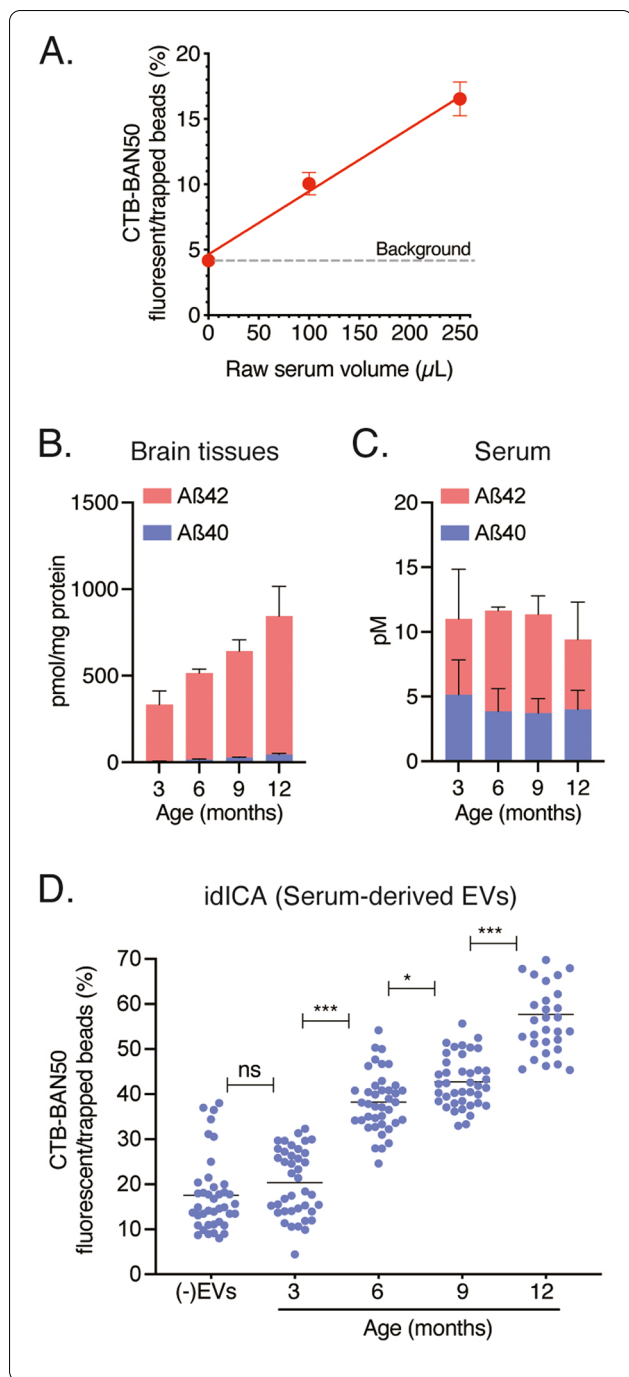 A.
CTB-BAN50
fluoresent/trapped beads (%)
20
15
10
5
0
Background
0 50 100 150 200 250
Raw serum volume (µL)
B. Brain tissues
Aß42
Aß40
pmol/mg protein
1500
1000
500
0
3 6 9 12
Age (months)
C. Serum
Aß42
Aß40
pM
20
15
10
5
0
3 6 9 12
Age (months)
D. idICA (Serum-derived EVs)
CTB-BAN50
fluorescent/trapped beads (%)
70
60
50
40
30
20
10
0
ns
***
*
***
(-)EVs 3 6 9 12
Age (months)